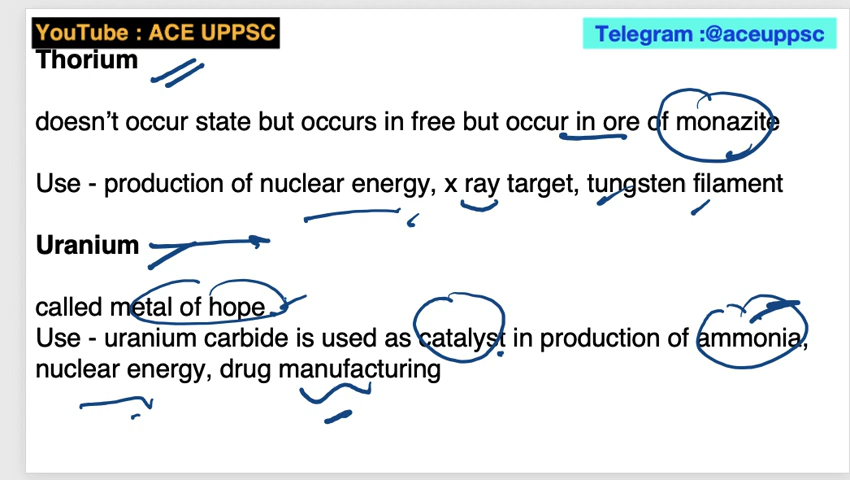 YouTube : ACE UPPSC
Telegram :@aceuppsc
Thorium
doesn't occur state but occurs in free but occur in ore of monazite
Use - production of nuclear energy, x ray target, tungsten filament
Uranium
called metal of hope
Use - uranium carbide is used as catalyst in production of ammonia,
nuclear energy, drug manufacturing